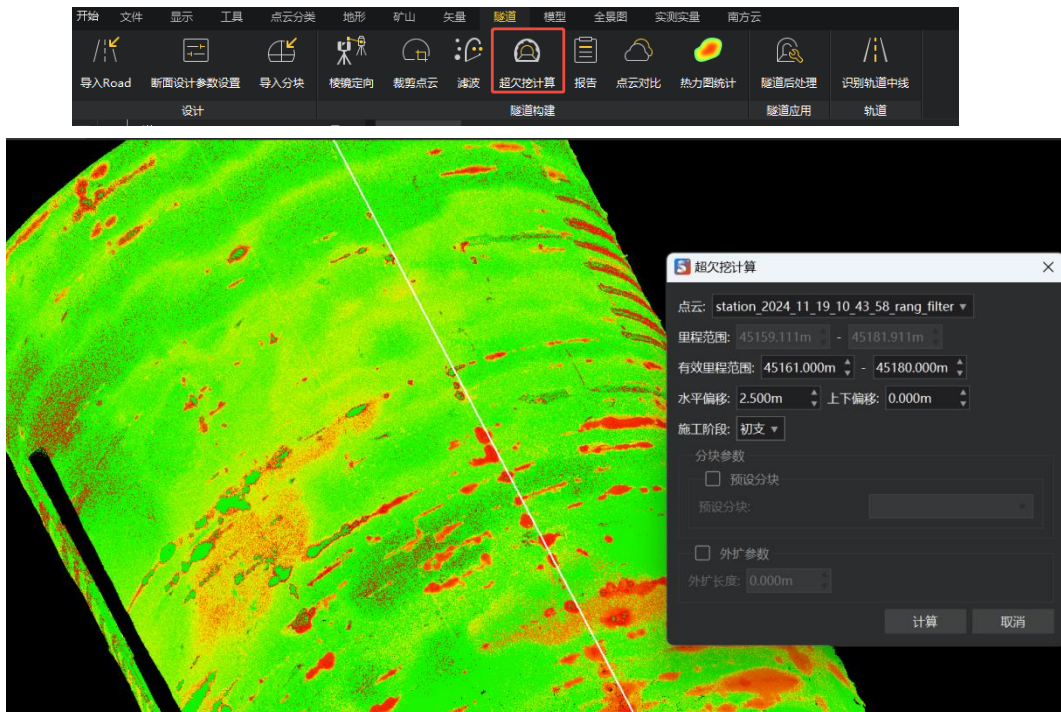 开始 文件 显示 工具 点云分类 地形 矿山 矢量 隧道 模型 全景图 实测实量 南方云
导入Road 断面设计参数设置 导入分块 棱镜定向 裁剪点云 滤波 超欠挖计算 报告 点云对比 热力图统计 隧道后处理 识别轨道中线
设计 隧道构建 隧道应用 轨道
超欠挖计算
点云: station_2024_11_19_10_43_58_rang_filter
里程范围: 45159.111m - 45181.911m
有效里程范围: 45161.000m - 45180.000m
水平偏移: 2.500m 上下偏移: 0.000m
施工阶段: 初支
分块参数
预设分块
预设分块:
外扩参数
外扩长度: 0.000m
计算 取消